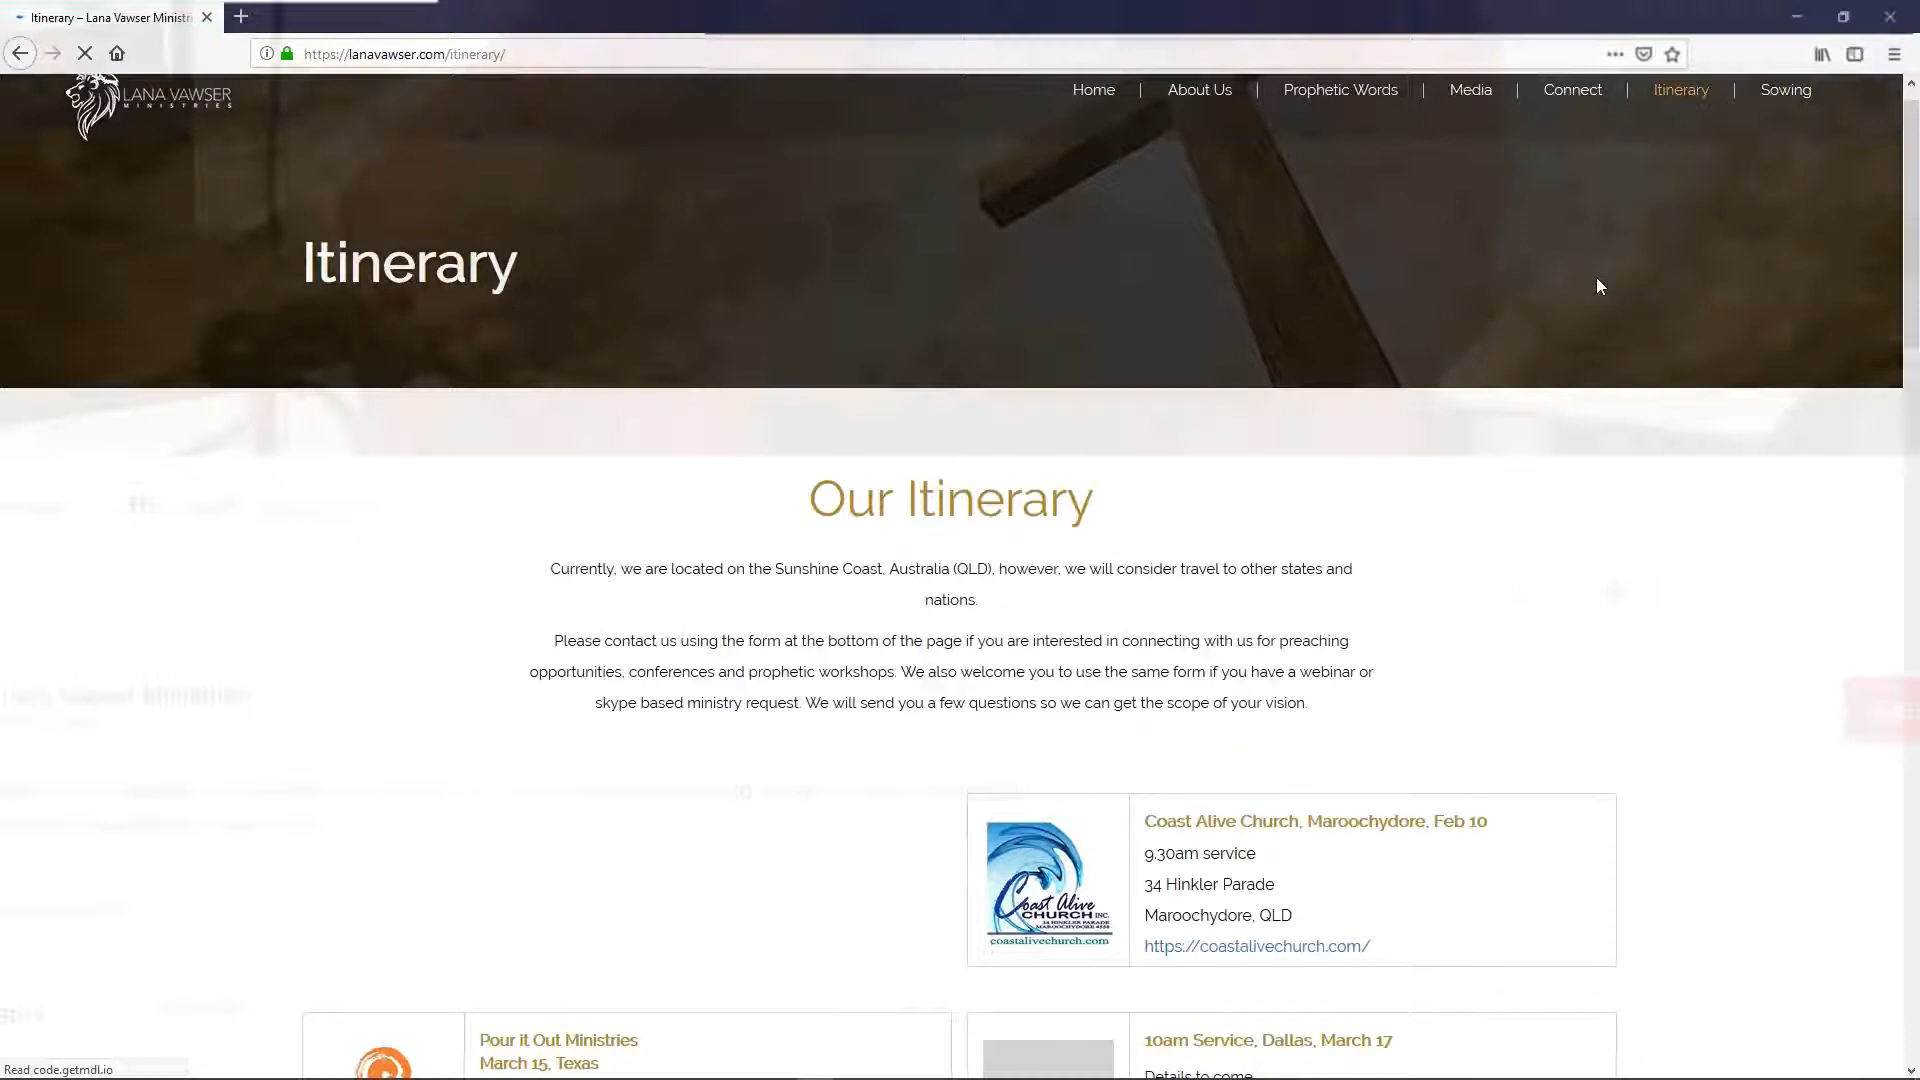 Itinerary – Lana Vawser Ministri
https://lanavawser.com/itinerary/
LANA VAWSER
MINISTRIES
Home | About Us | Prophetic Words | Media | Connect | Itinerary | Sowing
Itinerary
Our Itinerary
Currently, we are located on the Sunshine Coast, Australia (QLD), however, we will consider travel to other states and
nations.
Please contact us using the form at the bottom of the page if you are interested in connecting with us for preaching
opportunities, conferences and prophetic workshops. We also welcome you to use the same form if you have a webinar or
skype based ministry request. We will send you a few questions so we can get the scope of your vision.
Coast Alive
CHURCH INC.
34 HINKLER PARADE
MAROOCHYDORE 4558
coastalivechurch.com
Coast Alive Church, Maroochydore, Feb 10
9.30am service
34 Hinkler Parade
Maroochydore, QLD
https://coastalivechurch.com/
Pour it Out Ministries
March 15, Texas
10am Service, Dallas, March 17
Details to come
Read code.getmdl.io